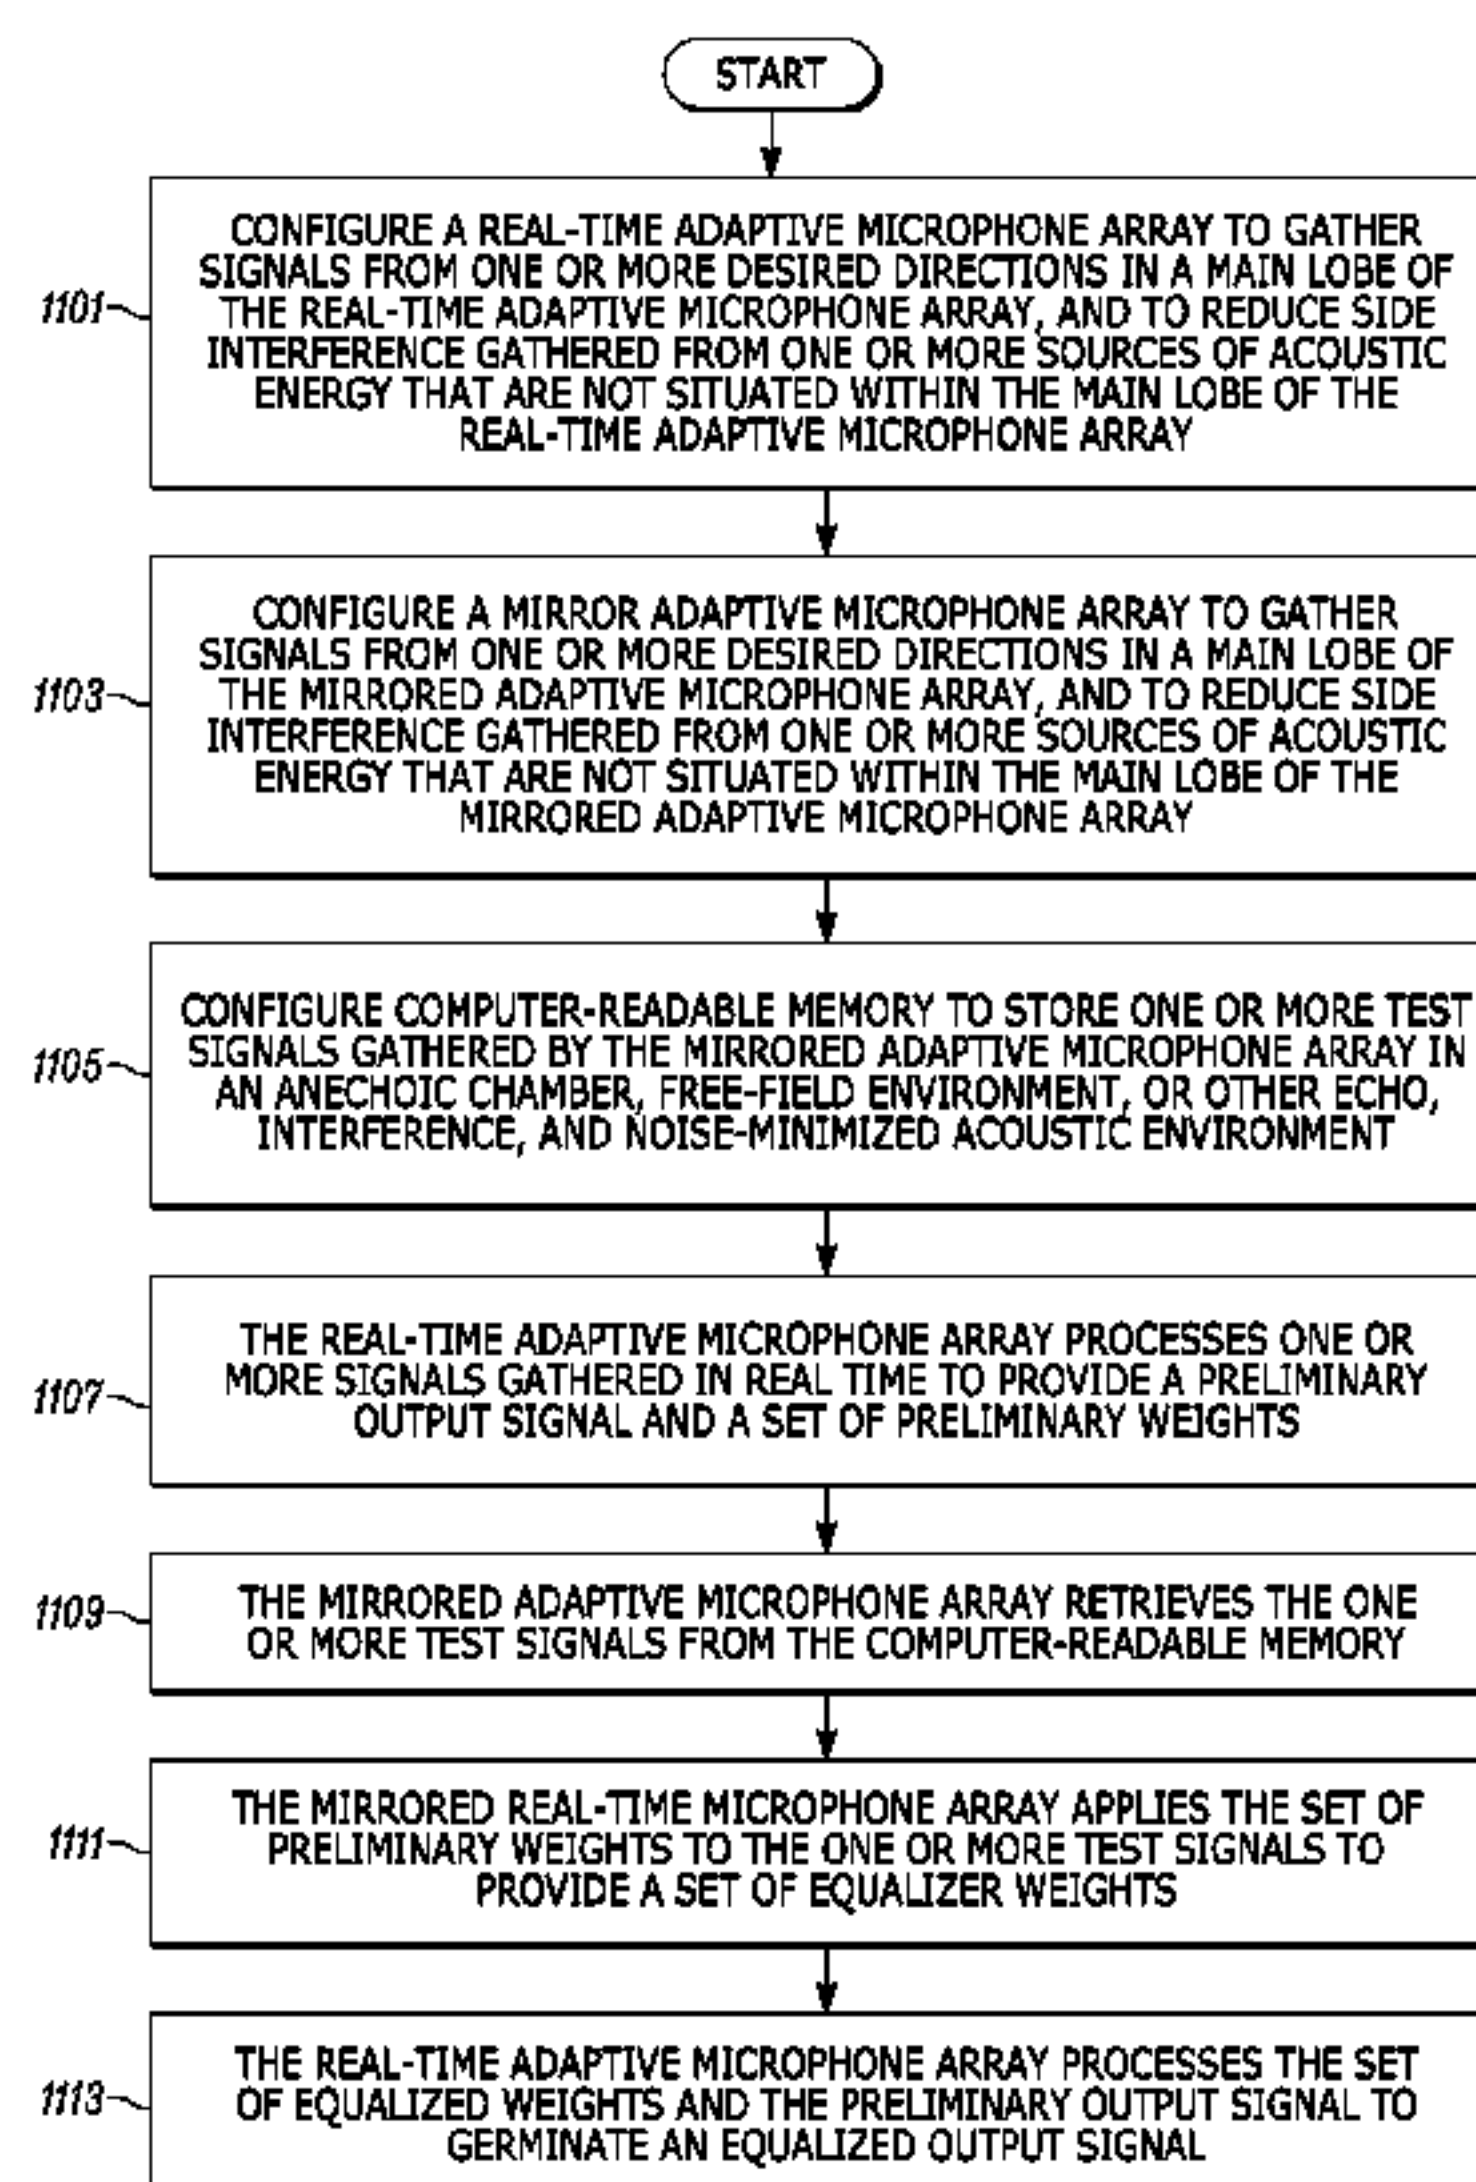 START
CONFIGURE A REAL-TIME ADAPTIVE MICROPHONE ARRAY TO GATHER
SIGNALS FROM ONE OR MORE DESIRED DIRECTIONS IN A MAIN LOBE OF
THE REAL-TIME ADAPTIVE MICROPHONE ARRAY, AND TO REDUCE SIDE
INTERFERENCE GATHERED FROM ONE OR MORE SOURCES OF ACOUSTIC
ENERGY THAT ARE NOT SITUATED WITHIN THE MAIN LOBE OF THE
REAL-TIME ADAPTIVE MICROPHONE ARRAY
1101
CONFIGURE A MIRROR ADAPTIVE MICROPHONE ARRAY TO GATHER
SIGNALS FROM ONE OR MORE DESIRED DIRECTIONS IN A MAIN LOBE OF
THE MIRRORED ADAPTIVE MICROPHONE ARRAY, AND TO REDUCE SIDE
INTERFERENCE GATHERED FROM ONE OR MORE SOURCES OF ACOUSTIC
ENERGY THAT ARE NOT SITUATED WITHIN THE MAIN LOBE OF THE
MIRRORED ADAPTIVE MICROPHONE ARRAY
1103
CONFIGURE COMPUTER-READABLE MEMORY TO STORE ONE OR MORE TEST
SIGNALS GATHERED BY THE MIRRORED ADAPTIVE MICROPHONE ARRAY IN
AN ANECHOIC CHAMBER, FREE-FIELD ENVIRONMENT, OR OTHER ECHO,
INTERFERENCE, AND NOISE-MINIMIZED ACOUSTIC ENVIRONMENT
1105
THE REAL-TIME ADAPTIVE MICROPHONE ARRAY PROCESSES ONE OR
MORE SIGNALS GATHERED IN REAL TIME TO PROVIDE A PRELIMINARY
OUTPUT SIGNAL AND A SET OF PRELIMINARY WEIGHTS
1107
THE MIRRORED ADAPTIVE MICROPHONE ARRAY RETRIEVES THE ONE
OR MORE TEST SIGNALS FROM THE COMPUTER-READABLE MEMORY
1109
THE MIRRORED REAL-TIME MICROPHONE ARRAY APPLIES THE SET OF
PRELIMINARY WEIGHTS TO THE ONE OR MORE TEST SIGNALS TO
PROVIDE A SET OF EQUALIZER WEIGHTS
1111
THE REAL-TIME ADAPTIVE MICROPHONE ARRAY PROCESSES THE SET
OF EQUALIZED WEIGHTS AND THE PRELIMINARY OUTPUT SIGNAL TO
GERMINATE AN EQUALIZED OUTPUT SIGNAL
1113